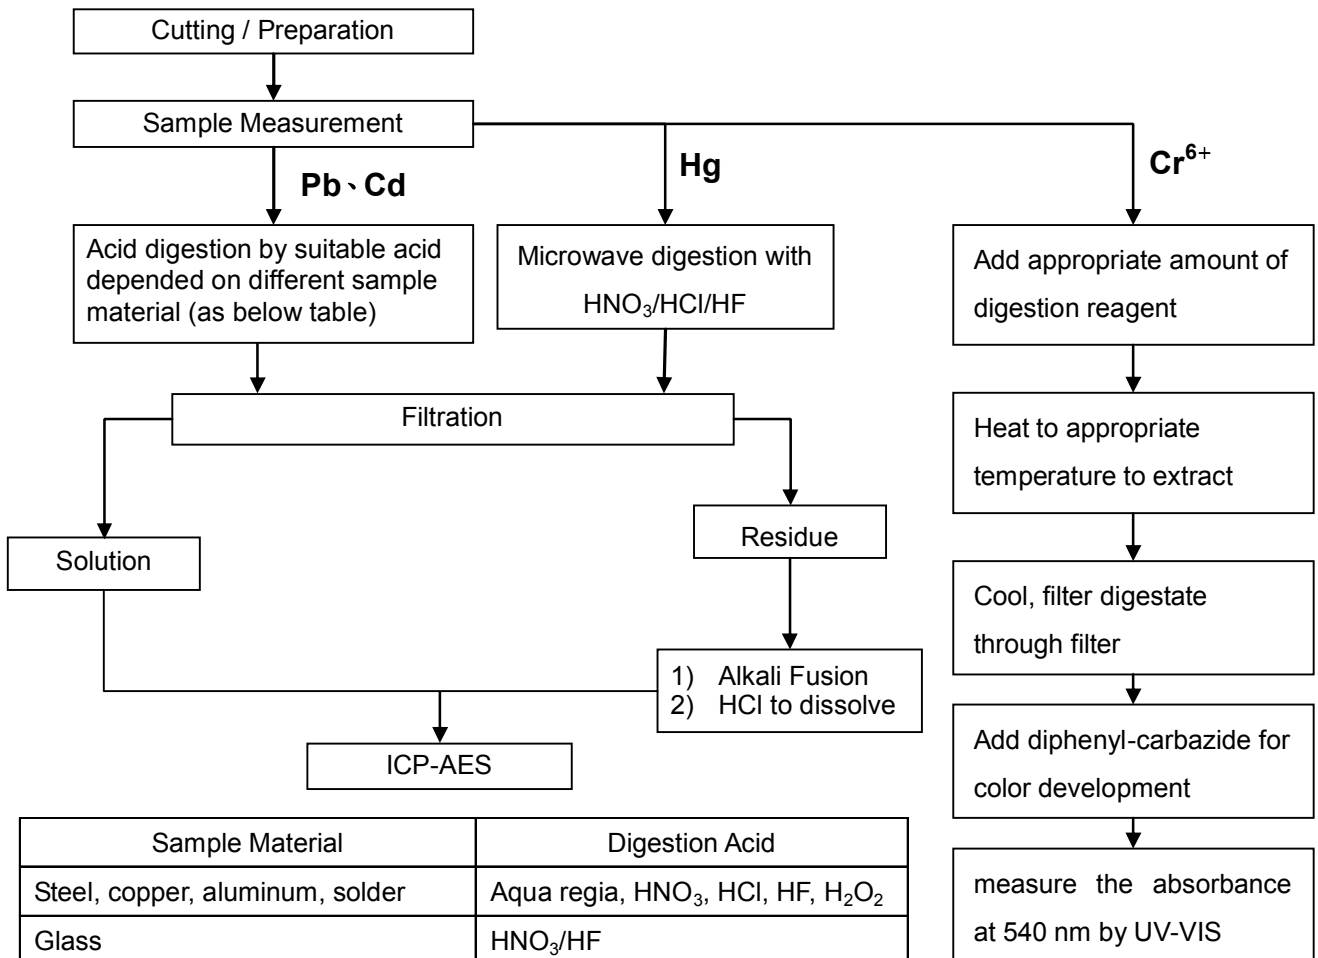 Cutting / Preparation
Sample Measurement
Pb、Cd
Hg
Cr⁶⁺
Acid digestion by suitable acid
depended on different sample
material (as below table)
Microwave digestion with
HNO₃/HCl/HF
Add appropriate amount of
digestion reagent
Filtration
Heat to appropriate
temperature to extract
Solution
Residue
Cool, filter digestate
through filter
1) Alkali Fusion
2) HCl to dissolve
ICP-AES
Add diphenyl-carbazide for
color development
measure the absorbance
at 540 nm by UV-VIS
Sample Material Digestion Acid
Steel, copper, aluminum, solder Aqua regia, HNO₃, HCl, HF, H₂O₂
Glass HNO₃/HF